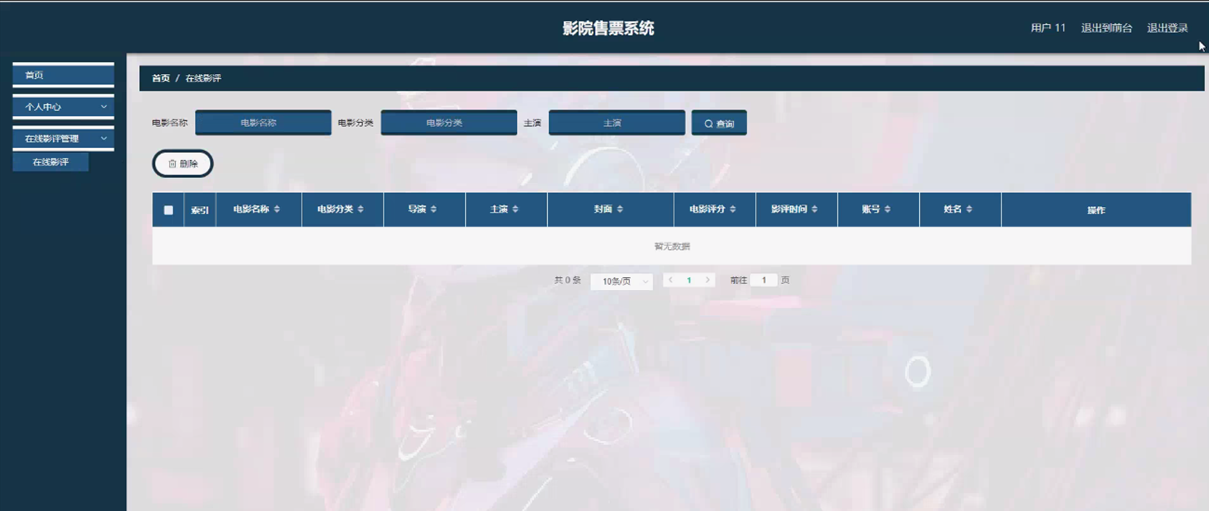 影院售票系统
用户 11 退出到前台 退出登录
首页
个人中心
在线影评管理
在线影评
首页 / 在线影评
电影名称 电影名称 电影分类 电影分类 主演 主演 查询
删除
索引 电影名称 电影分类 导演 主演 封面 电影评分 影评时间 账号 姓名 操作
暂无数据
共 0 条 10条/页 1 前往 1 页